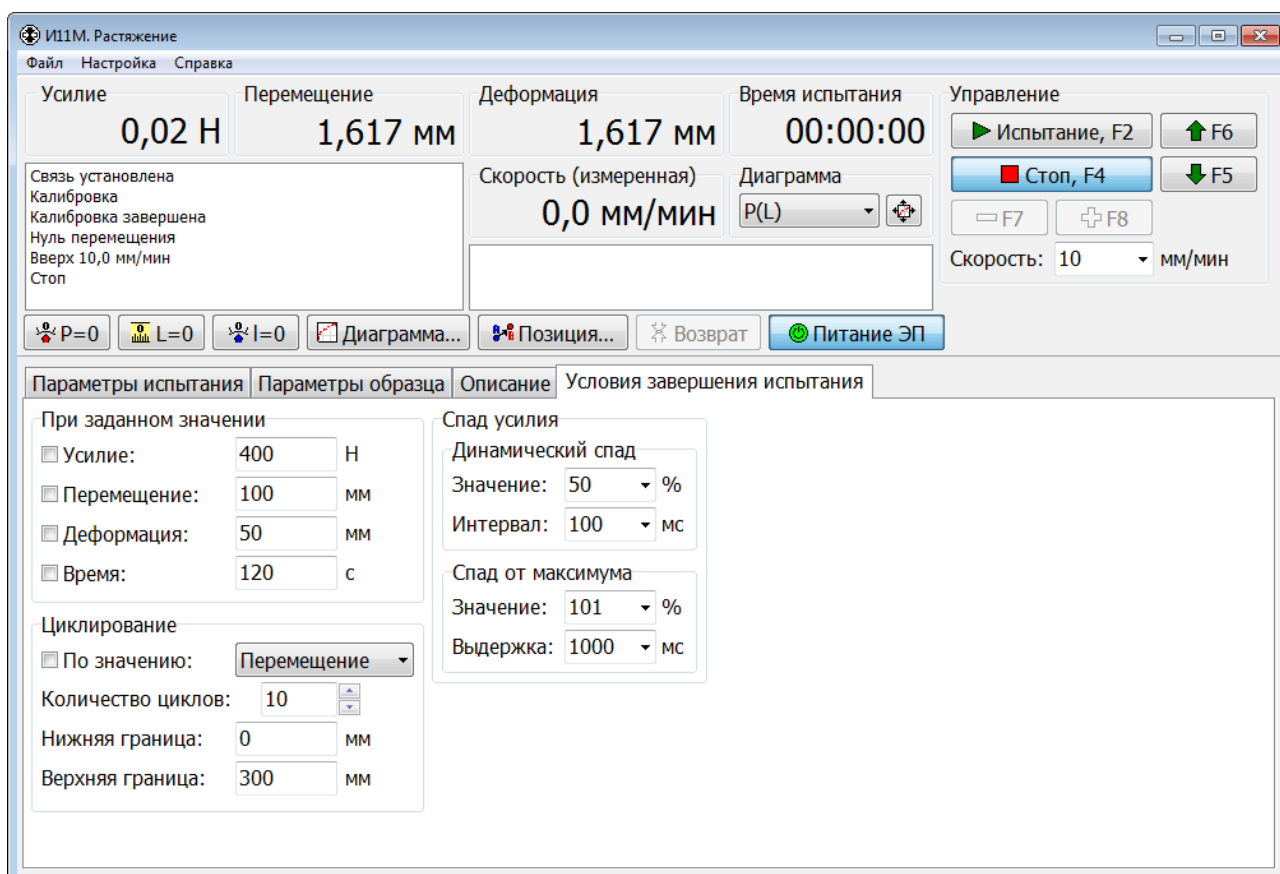 И11М. Растяжение
Файл Настройка Справка
Усилие Перемещение Деформация Время испытания Управление
0,02 Н 1,617 мм 1,617 мм 00:00:00
Испытание, F2 F6
Связь установлена
Калибровка
Калибровка завершена
Нуль перемещения
Вверх 10,0 мм/мин
Стоп
Скорость (измеренная) Диаграмма
0,0 мм/мин P(L)
Стоп, F4 F5
F7 F8
Скорость: 10 мм/мин
P=0 L=0 l=0 Диаграмма... Позиция... Возврат Питание ЭП
Параметры испытания Параметры образца Описание Условия завершения испытания
При заданном значении
Усилие: 400 Н
Перемещение: 100 мм
Деформация: 50 мм
Время: 120 с
Циклирование
По значению: Перемещение
Количество циклов: 10
Нижняя граница: 0 мм
Верхняя граница: 300 мм
Спад усилия
Динамический спад
Значение: 50 %
Интервал: 100 мс
Спад от максимума
Значение: 101 %
Выдержка: 1000 мс